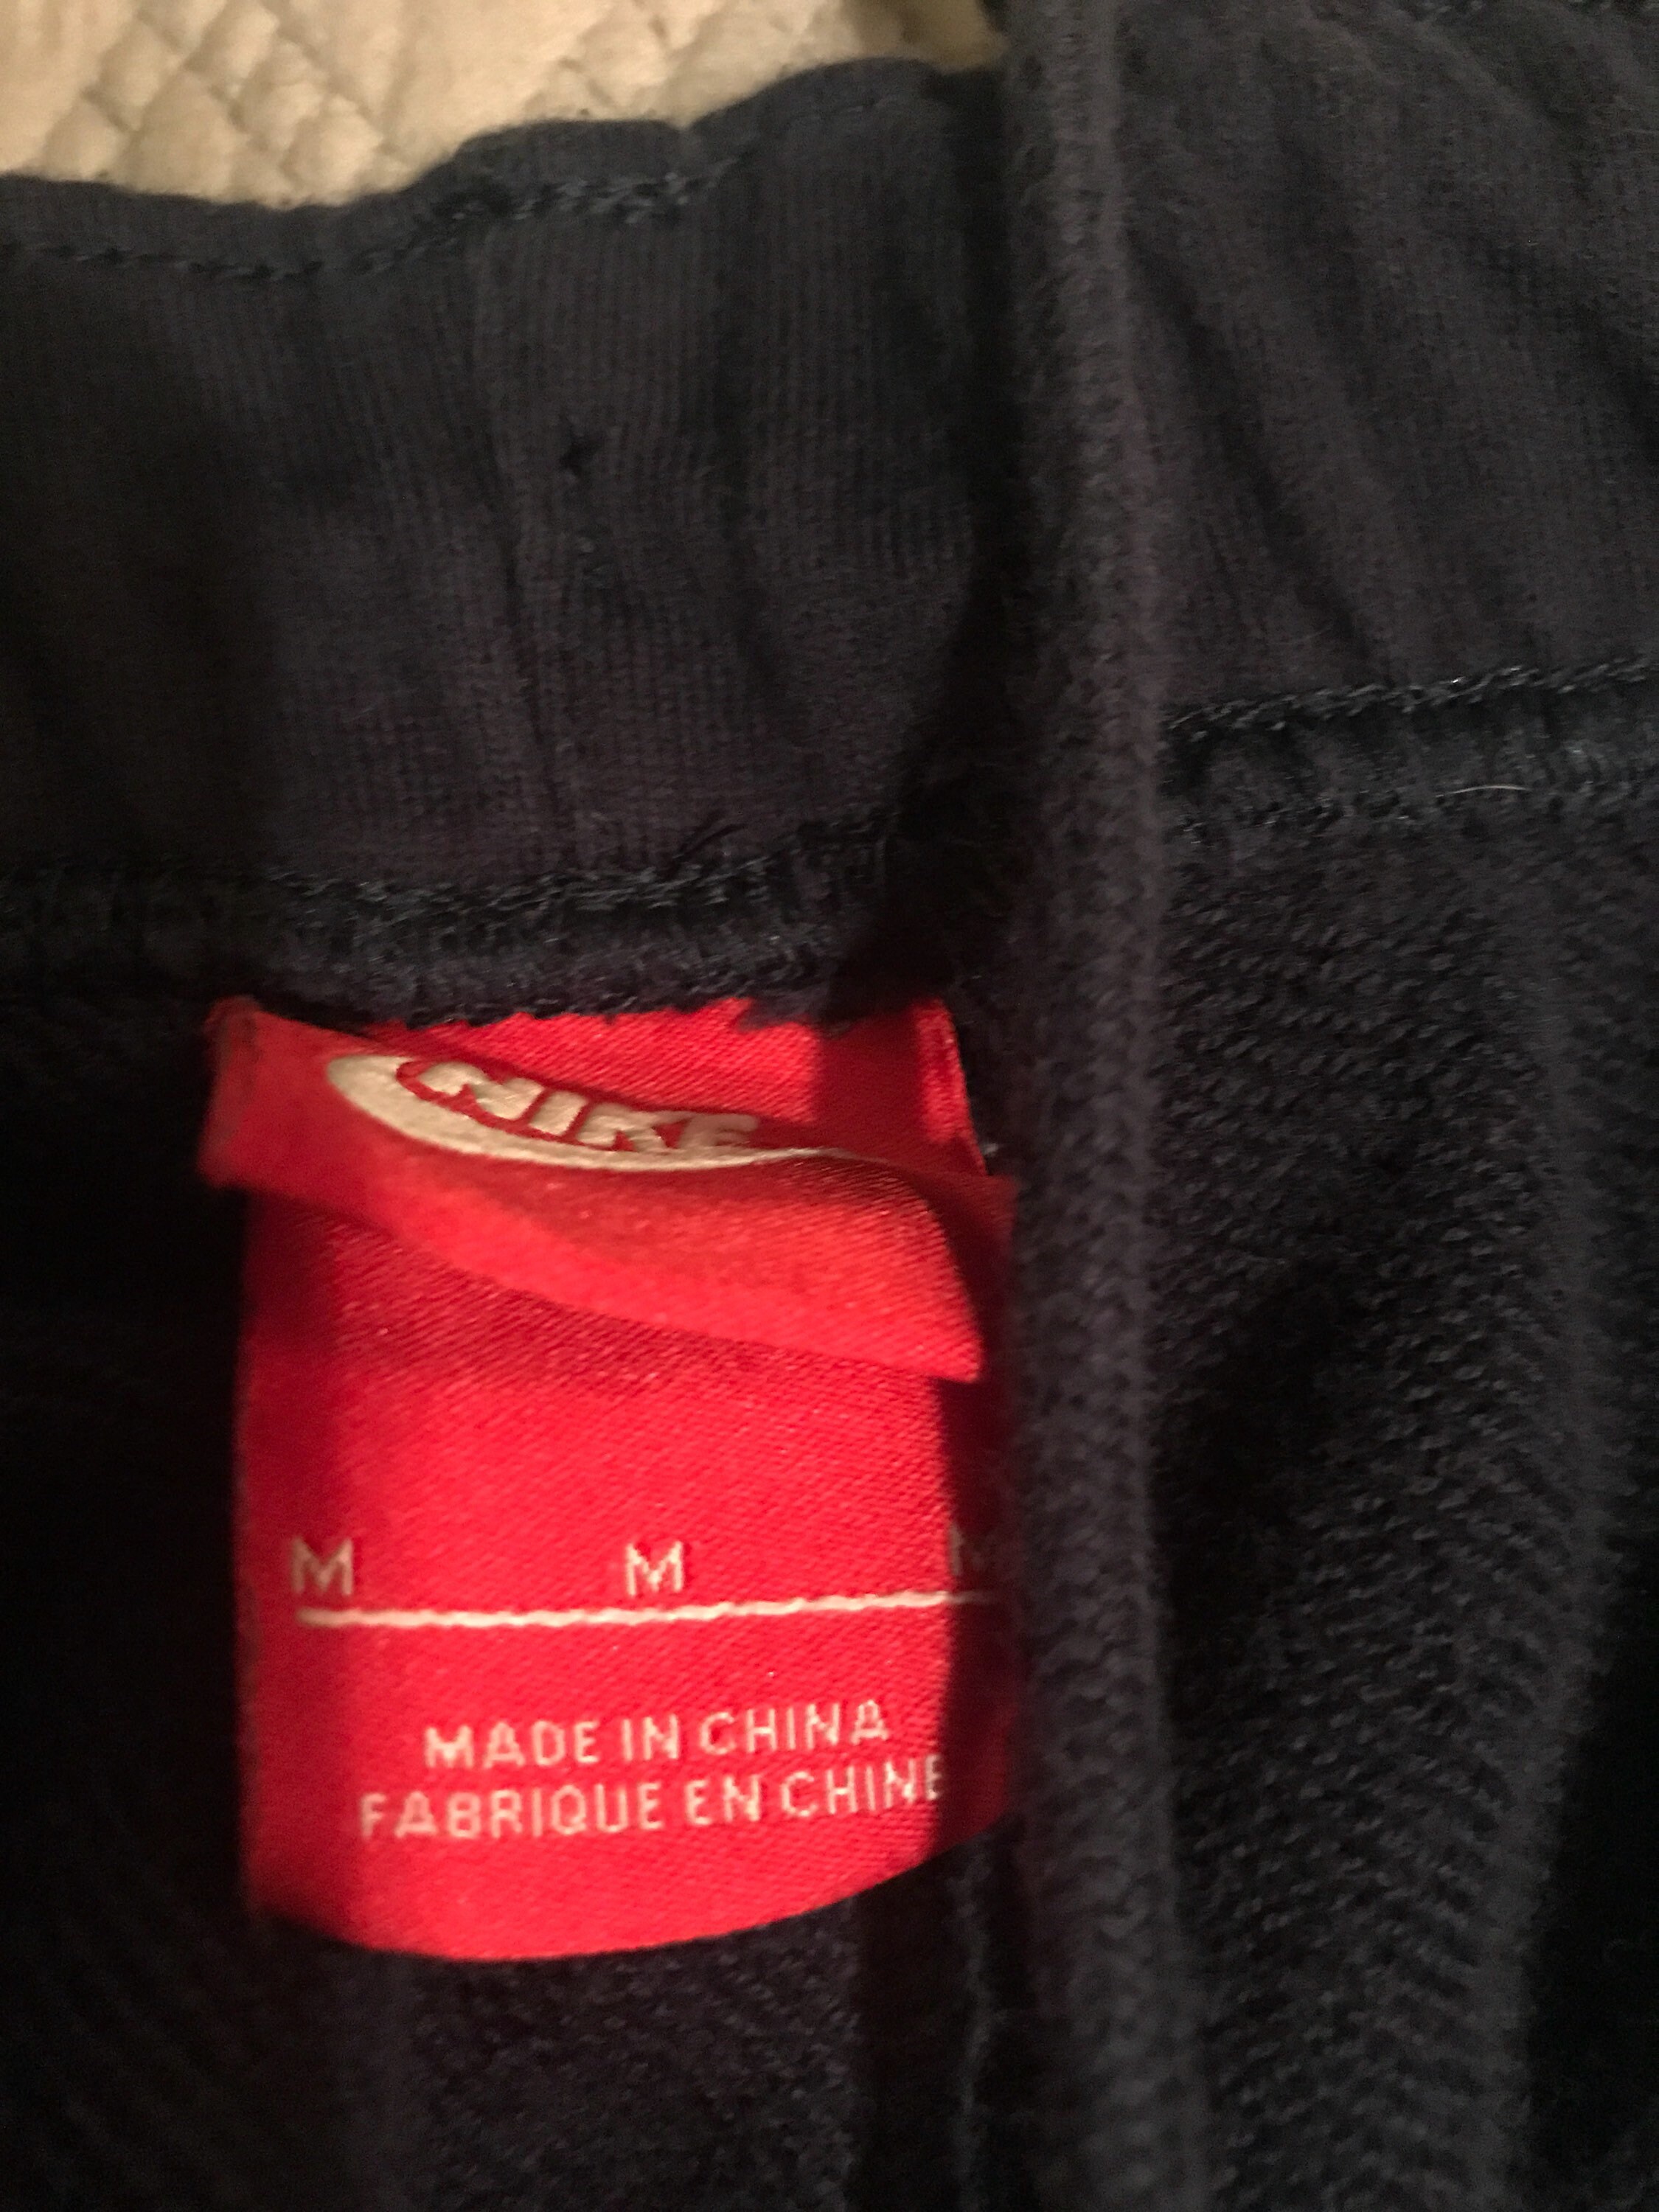 NIKE
M M M
MADE IN CHINA
FABRIQUE EN CHINE